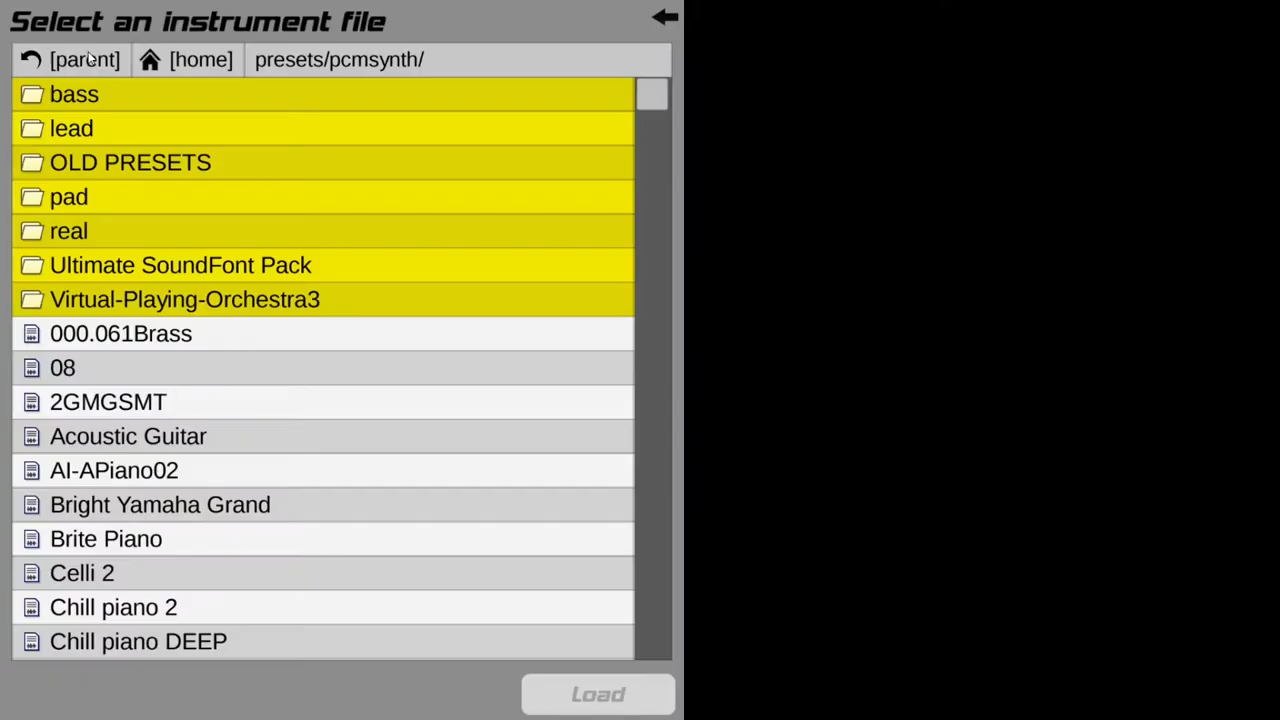 Select an instrument file
[parent] [home] presets/pcmsynth/
bass
lead
OLD PRESETS
pad
real
Ultimate SoundFont Pack
Virtual-Playing-Orchestra3
000.061Brass
08
2GMGSMT
Acoustic Guitar
AI-APiano02
Bright Yamaha Grand
Brite Piano
Celli 2
Chill piano 2
Chill piano DEEP
Load